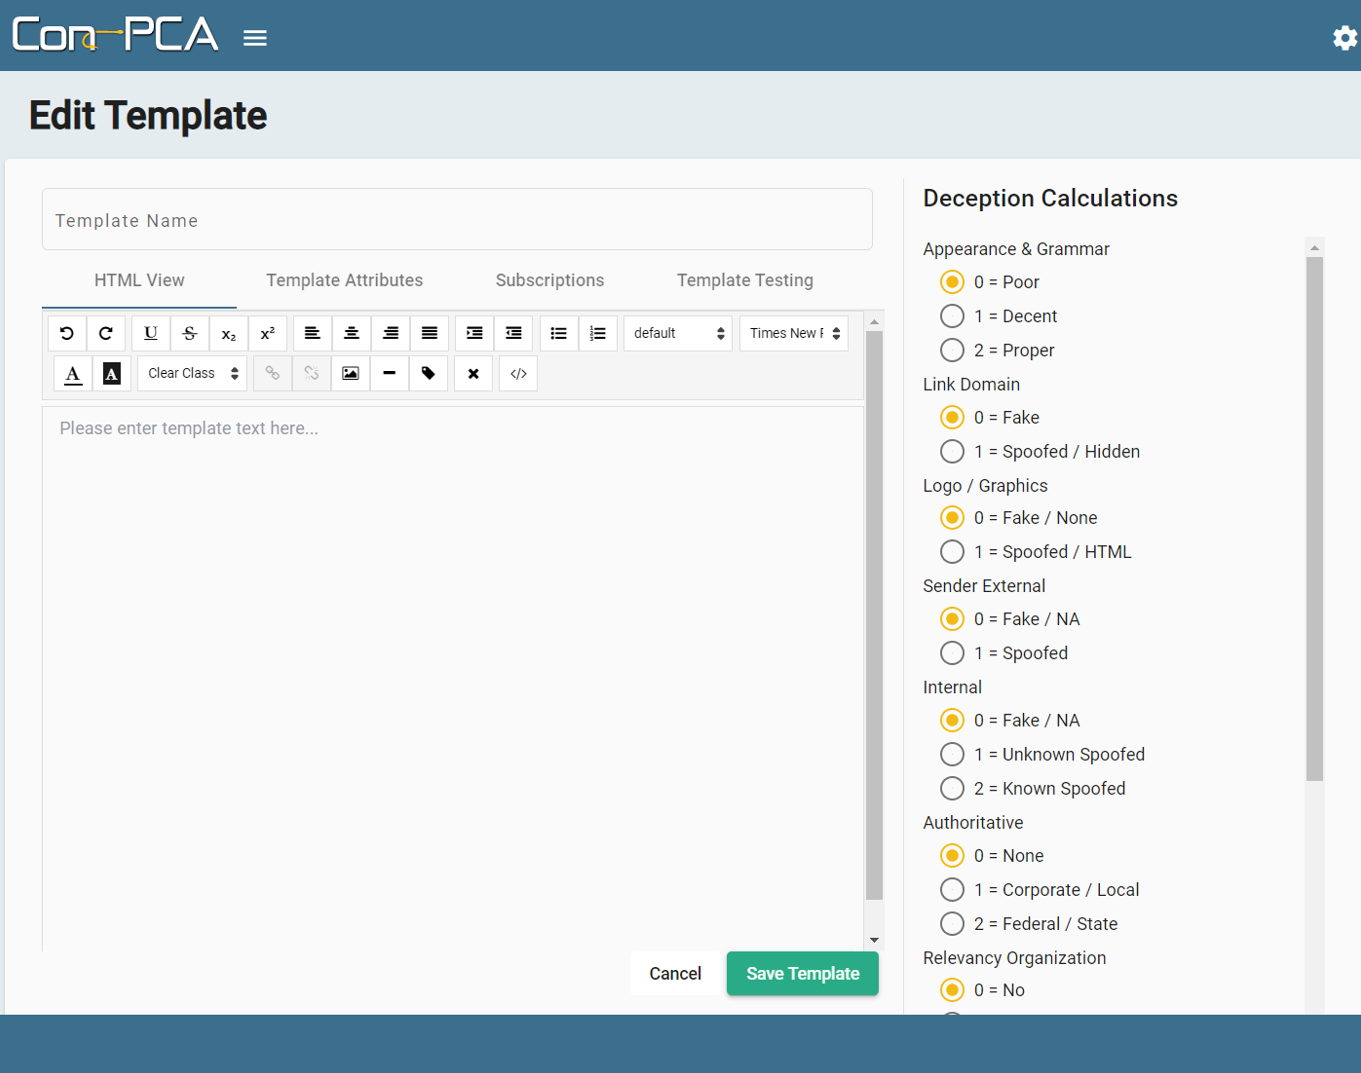 Con-PCA
Edit Template
Template Name
HTML View Template Attributes Subscriptions Template Testing
U S x₂ x² default Times New F
A A Clear Class </>
Please enter template text here...
Cancel Save Template
Deception Calculations
Appearance & Grammar
0 = Poor
1 = Decent
2 = Proper
Link Domain
0 = Fake
1 = Spoofed / Hidden
Logo / Graphics
0 = Fake / None
1 = Spoofed / HTML
Sender External
0 = Fake / NA
1 = Spoofed
Internal
0 = Fake / NA
1 = Unknown Spoofed
2 = Known Spoofed
Authoritative
0 = None
1 = Corporate / Local
2 = Federal / State
Relevancy Organization
0 = No